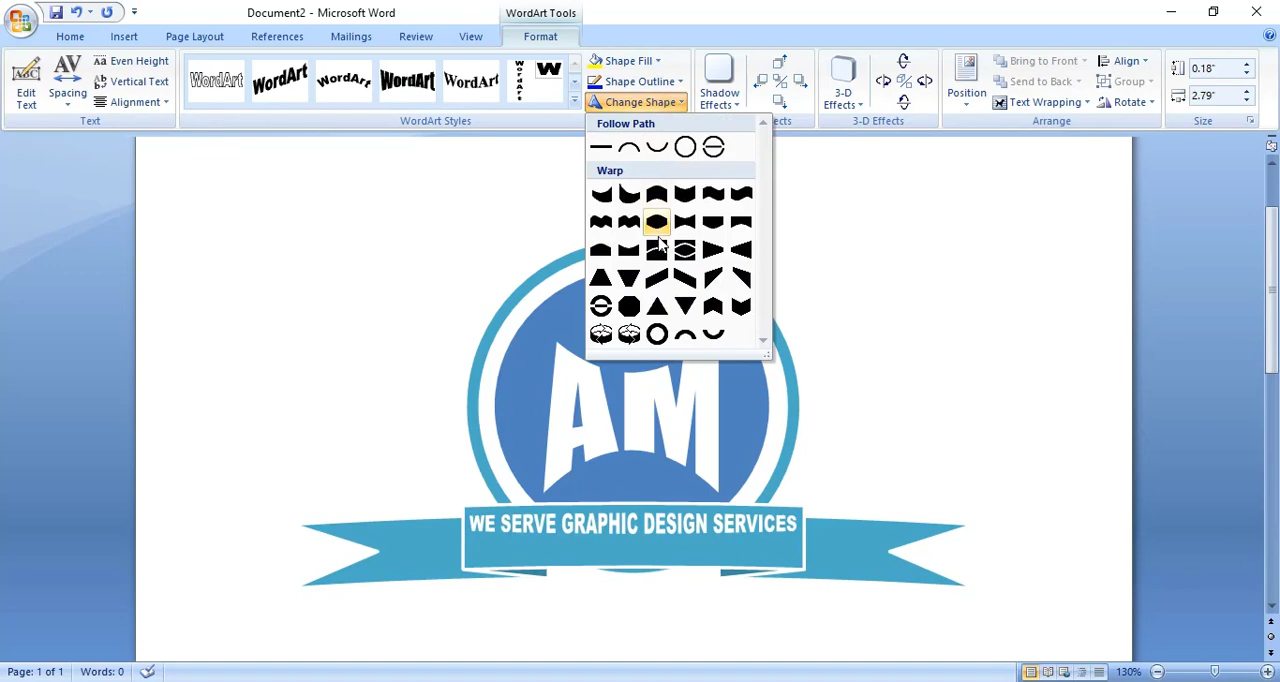 Document2 - Microsoft Word
WordArt Tools
Home
Insert
Page Layout
References
Mailings
Review
View
Format
Edit Text
Spacing
Even Height
Vertical Text
Alignment
Text
WordArt
WordArt
WordArt
WordArt
WordArt
WORDART
W
WordArt Styles
Shape Fill
Shape Outline
Change Shape
Shadow Effects
ects
3-D Effects
3-D Effects
Position
Bring to Front
Send to Back
Text Wrapping
Align
Group
Rotate
Arrange
0.18"
2.79"
Size
Follow Path
Warp
AM
WE SERVE GRAPHIC DESIGN SERVICES
Page: 1 of 1
Words: 0
130%